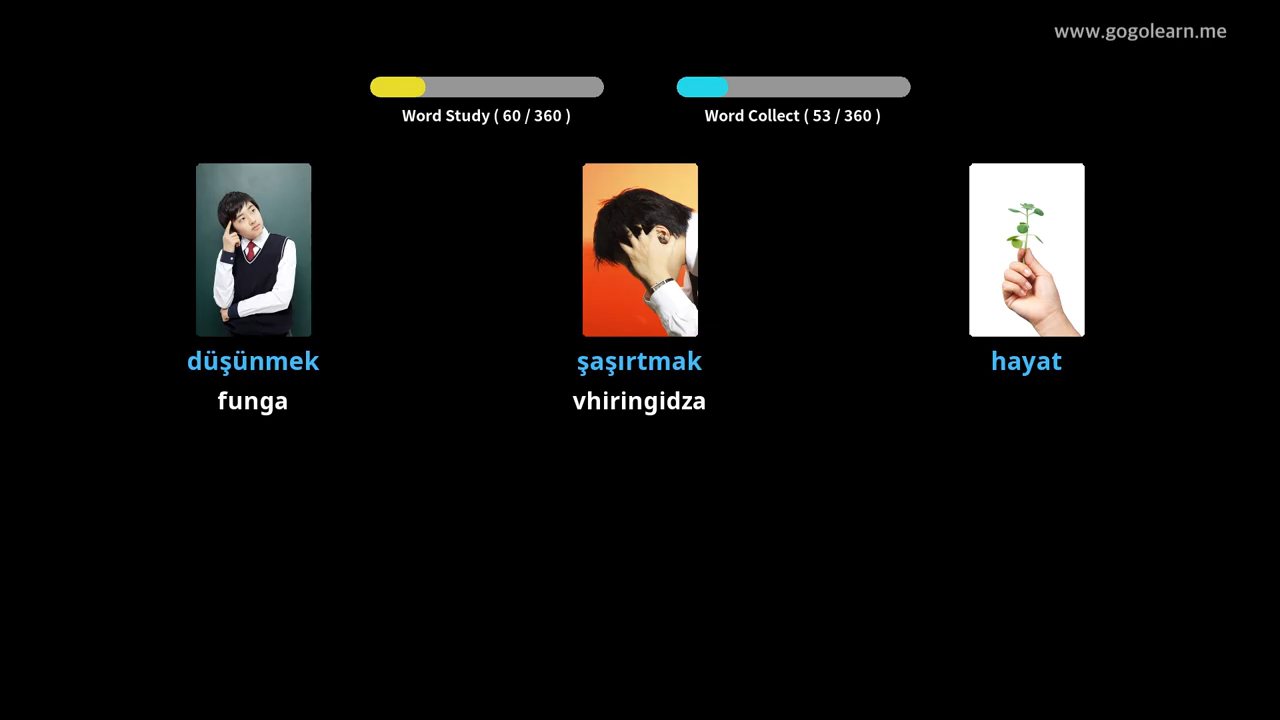 www.gogolearn.me
Word Study ( 60 / 360 )
Word Collect ( 53 / 360 )
düşünmek
şaşırtmak
hayat
funga
vhiringidza